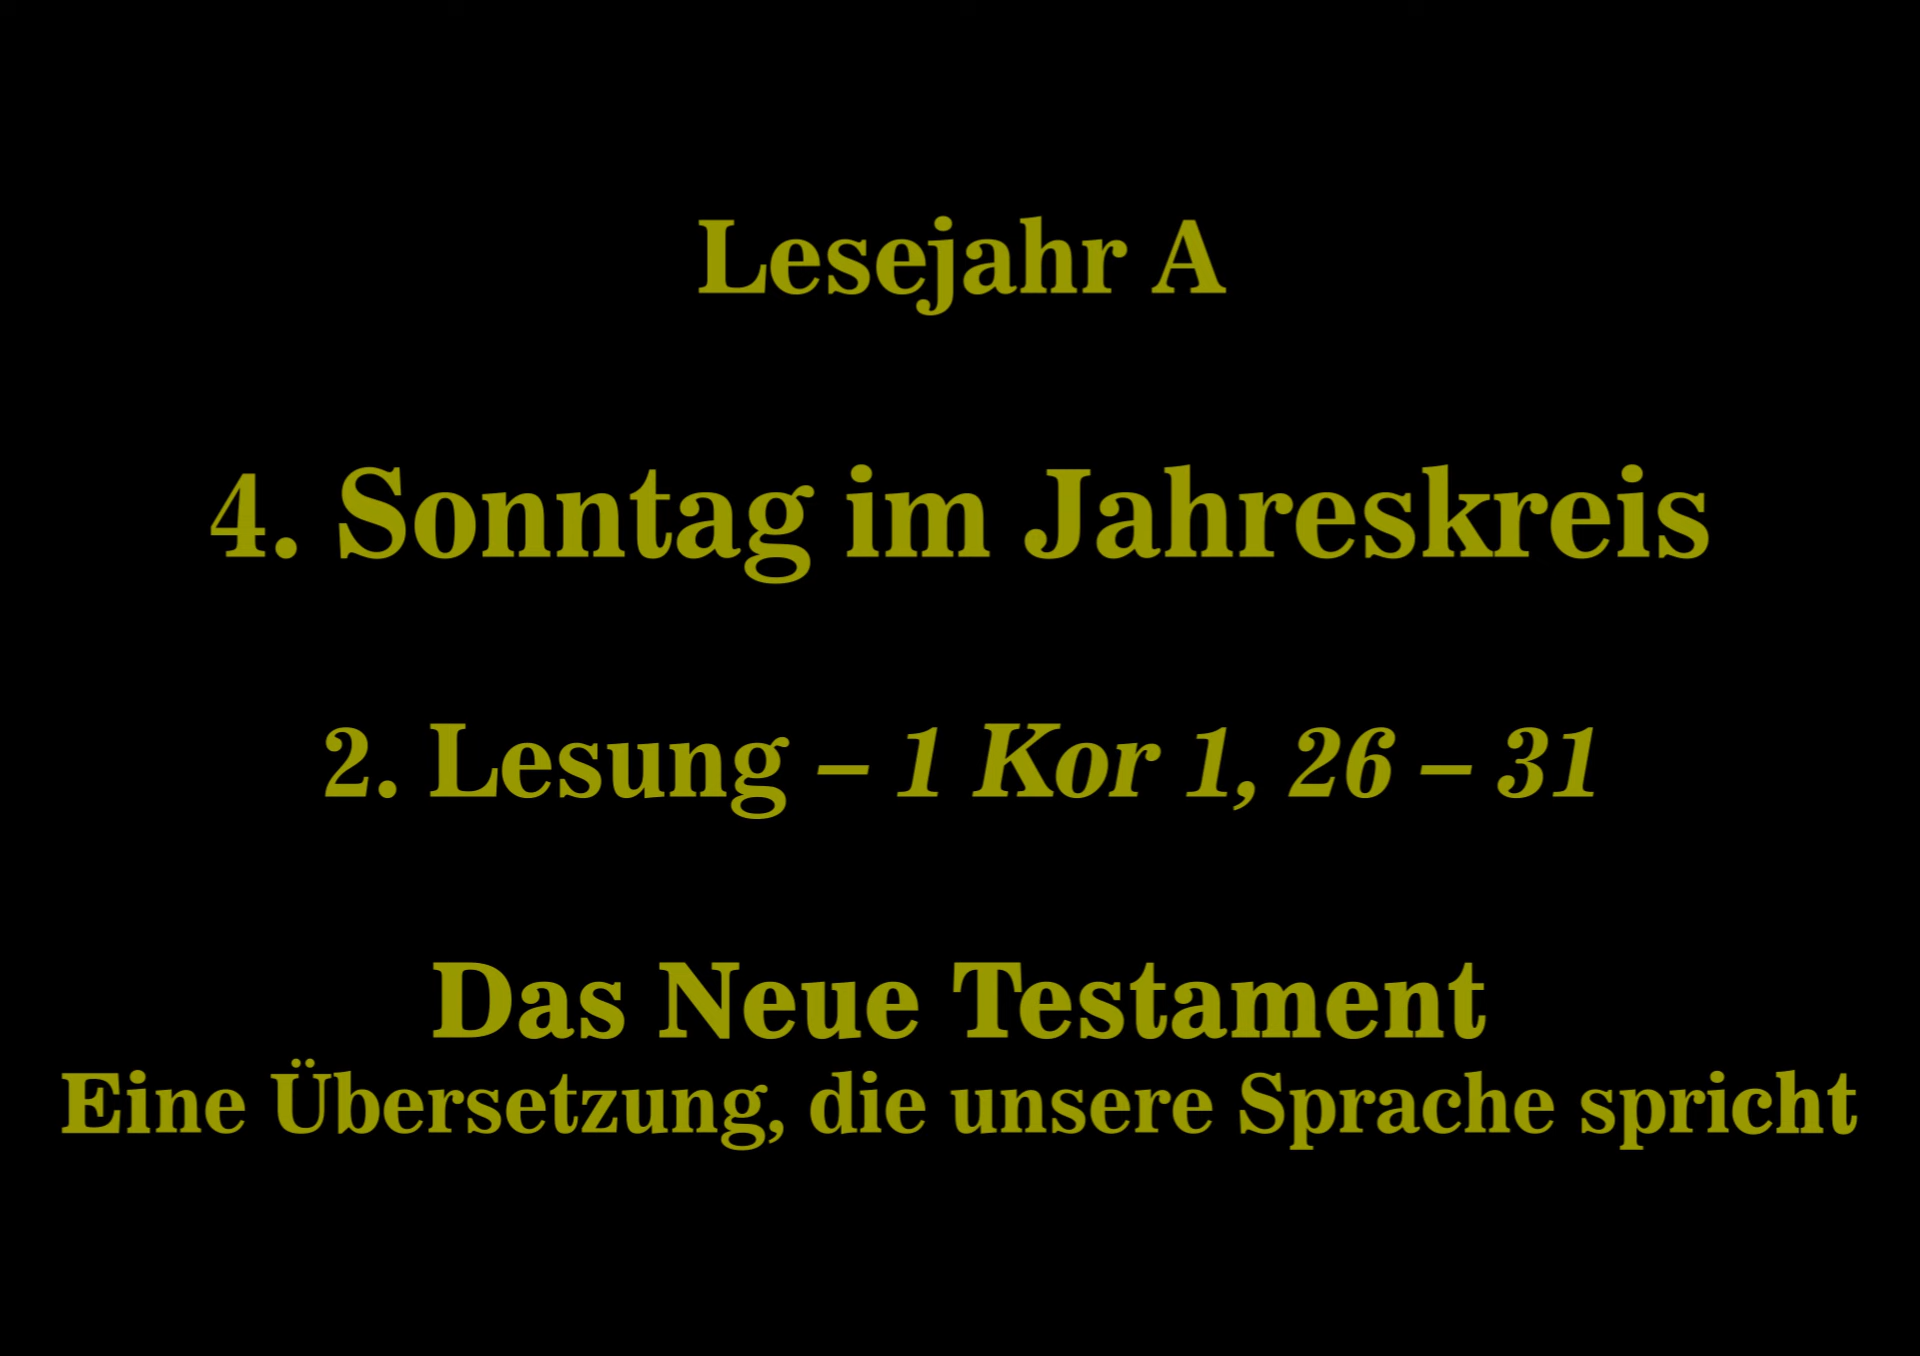 Lesejahr A
4. Sonntag im Jahreskreis
2. Lesung – 1 Kor 1, 26 – 31
Das Neue Testament
Eine Übersetzung, die unsere Sprache spricht